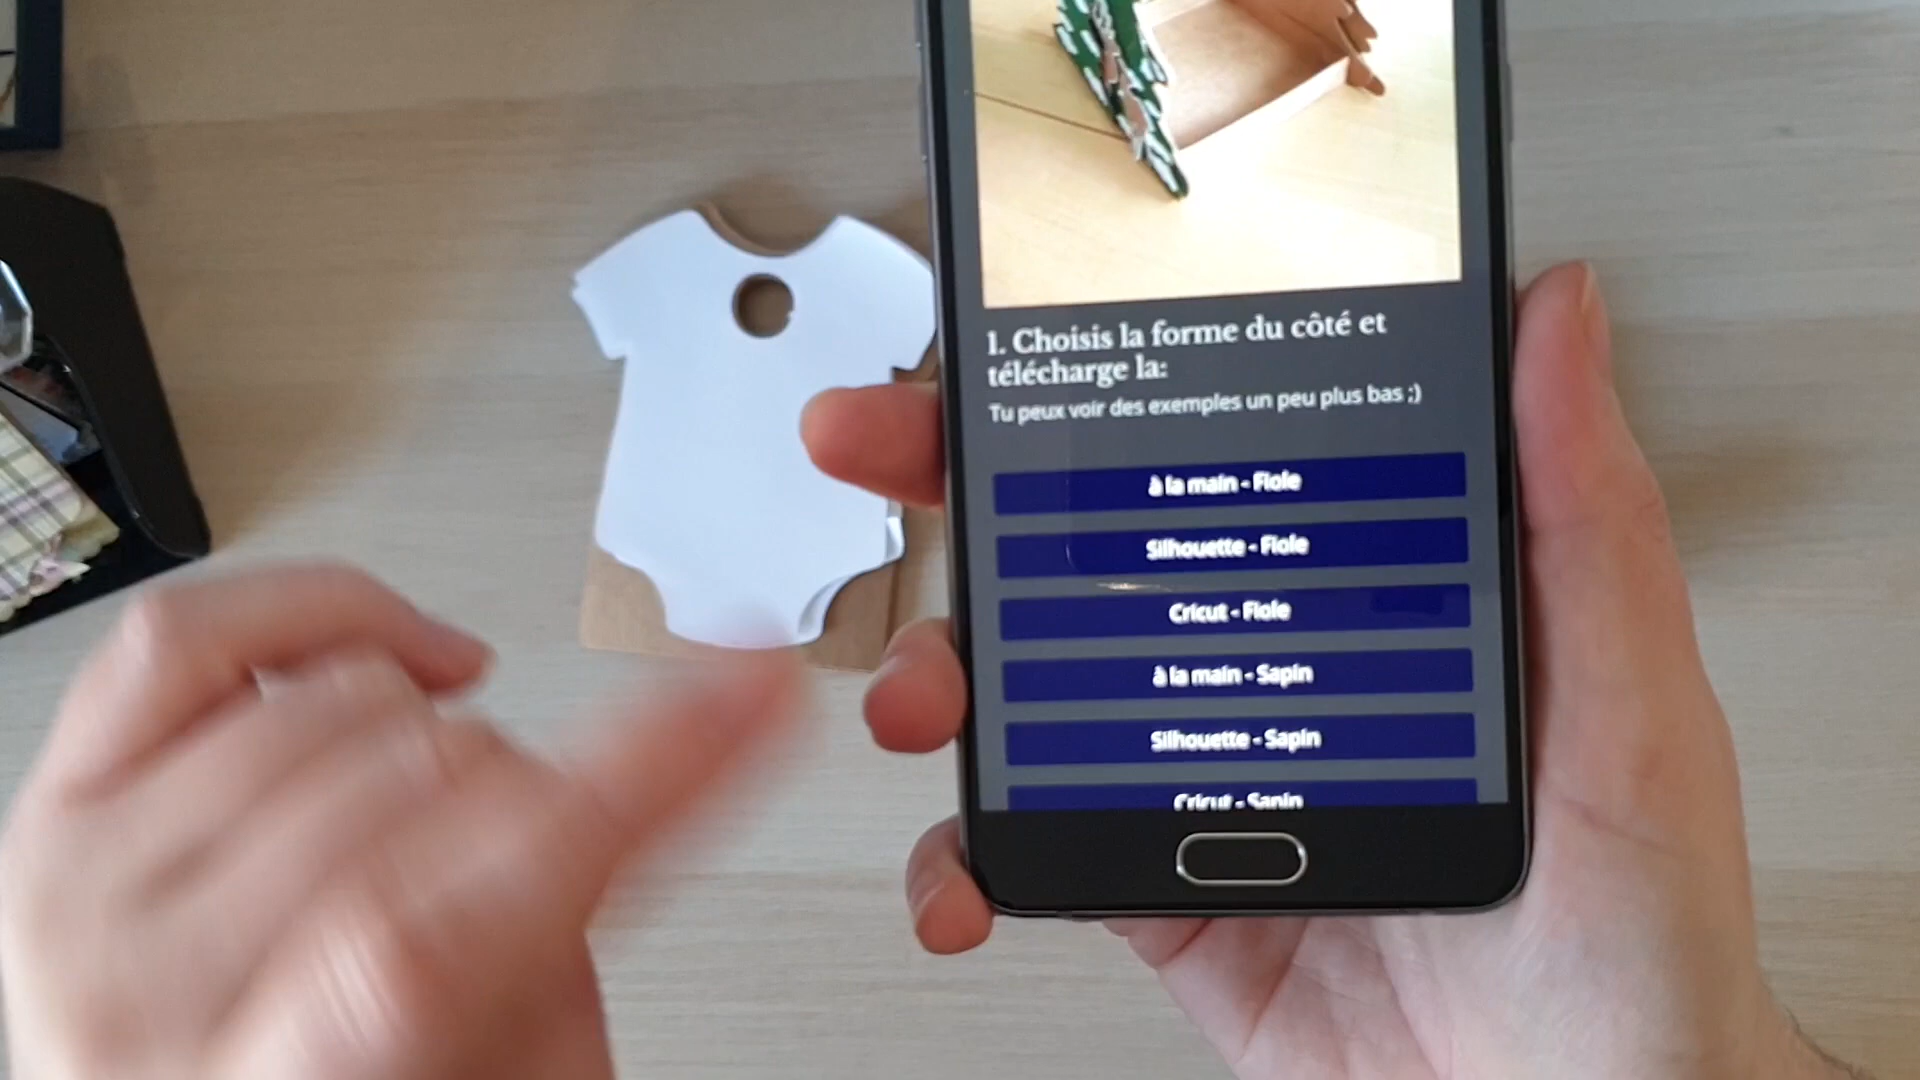 1. Choisis la forme du côté et
télécharge la:
Tu peux voir des exemples un peu plus bas ;)
à la main - Fiole
Silhouette - Fiole
Cricut - Fiole
à la main - Sapin
Silhouette - Sapin
Cricut - Sapin